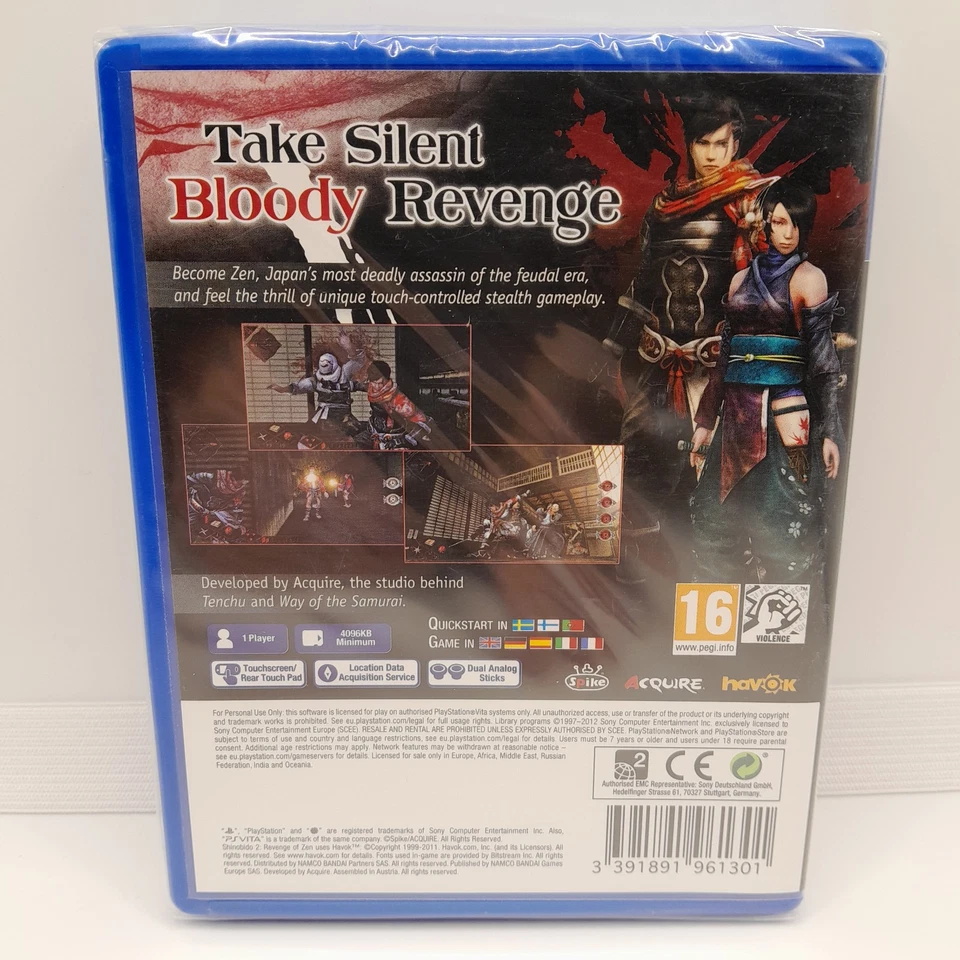 Take Silent
Bloody Revenge
Become Zen, Japan's most deadly assassin of the feudal era,
and feel the thrill of unique touch-controlled stealth gameplay.
Developed by Acquire, the studio behind
Tenchu and Way of the Samurai.
QUICKSTART IN
GAME IN
1 Player
4096KB
Minimum
Touchscreen/
Rear Touch Pad
Location Data
Acquisition Service
Dual Analog
Sticks
16
www.pegi.info
VIOLENCE
TM
Spike
ACQUIRE
havok
For Personal Use Only: this software is licensed for play on authorised PlayStation®Vita systems only. All unauthorized access, use or transfer of the product or its underlying copyright
and trademark works is prohibited. See eu.playstation.com/legal for full usage rights. Library programs ©1997–2012 Sony Computer Entertainment Inc. exclusively licensed to
Sony Computer Entertainment Europe (SCEE). RESALE AND RENTAL ARE PROHIBITED UNLESS EXPRESSLY AUTHORISED BY SCEE. PlayStation®Network and PlayStation®Store are
subject to terms of use and country and language restrictions, see eu.playstation.com/legal for details. Users must be 7 years or older and users under 18 require parental
consent. Additional age restrictions may apply. Network features may be withdrawn at reasonable notice –
see eu.playstation.com/gameservers for details. Licensed for sale only in Europe, Africa, Middle East, Russian
Federation, India and Oceania.
2
CE
Authorised EMC Representative: Sony Deutschland GmbH,
Hedelfinger Strasse 61, 70327 Stuttgart, Germany.
" ", "PlayStation" and " " are registered trademarks of Sony Computer Entertainment Inc. Also,
"PSVITA" is a trademark of the same company. ©Spike/ACQUIRE. All Rights Reserved.
Shinobido 2: Revenge of Zen uses Havok™: ©Copyright 1999-2011. Havok.com, Inc. (and its Licensors). All
rights reserved. See www.havok.com for details. Fonts used in-game are provided by Bitstream Inc. All rights
reserved. Distributed by NAMCO BANDAI Partners SAS. All rights reserved. Published by NAMCO BANDAI Games
Europe SAS. Developed by Acquire. Assembled in Austria. All rights reserved.
3 391891 961301